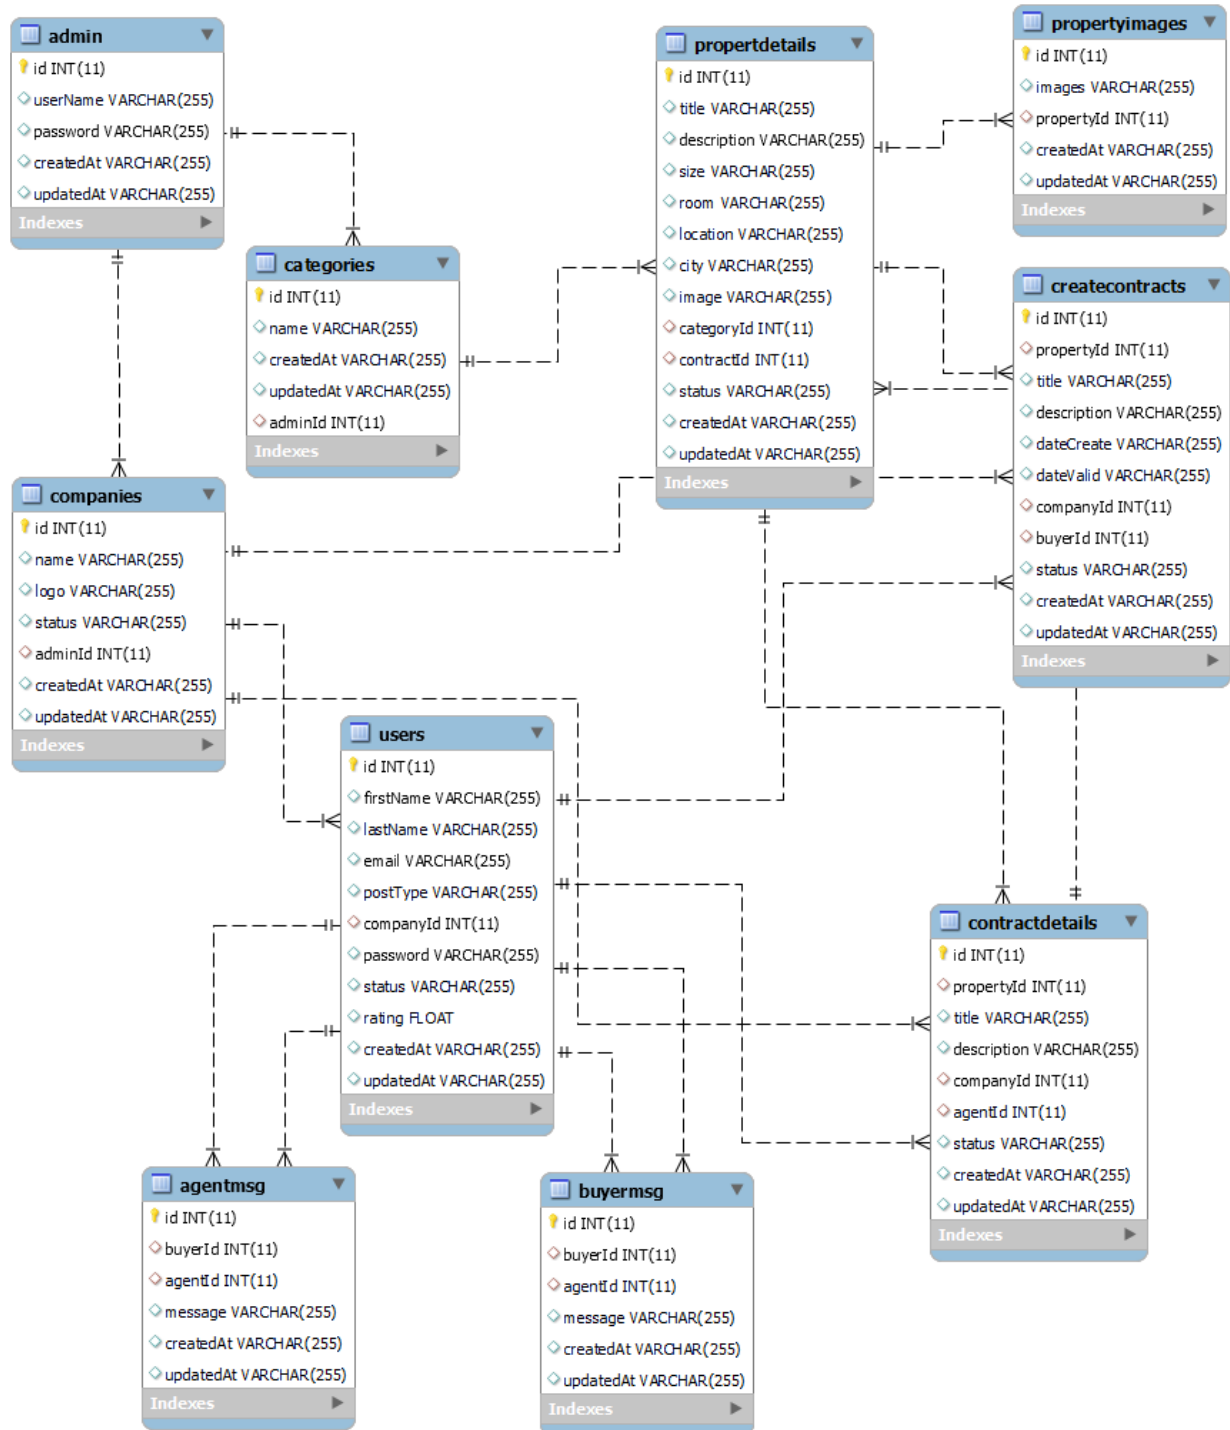 admin
id INT(11)
userName VARCHAR(255)
password VARCHAR(255)
createdAt VARCHAR(255)
updatedAt VARCHAR(255)
Indexes
categories
id INT(11)
name VARCHAR(255)
createdAt VARCHAR(255)
updatedAt VARCHAR(255)
adminId INT(11)
Indexes
propertdetails
id INT(11)
title VARCHAR(255)
description VARCHAR(255)
size VARCHAR(255)
room VARCHAR(255)
location VARCHAR(255)
city VARCHAR(255)
image VARCHAR(255)
categoryId INT(11)
contractId INT(11)
status VARCHAR(255)
createdAt VARCHAR(255)
updatedAt VARCHAR(255)
Indexes
propertyimages
id INT(11)
images VARCHAR(255)
propertyId INT(11)
createdAt VARCHAR(255)
updatedAt VARCHAR(255)
Indexes
createcontracts
id INT(11)
propertyId INT(11)
title VARCHAR(255)
description VARCHAR(255)
dateCreate VARCHAR(255)
dateValid VARCHAR(255)
companyId INT(11)
buyerId INT(11)
status VARCHAR(255)
createdAt VARCHAR(255)
updatedAt VARCHAR(255)
Indexes
companies
id INT(11)
name VARCHAR(255)
logo VARCHAR(255)
status VARCHAR(255)
adminId INT(11)
createdAt VARCHAR(255)
updatedAt VARCHAR(255)
Indexes
users
id INT(11)
firstName VARCHAR(255)
lastName VARCHAR(255)
email VARCHAR(255)
postType VARCHAR(255)
companyId INT(11)
password VARCHAR(255)
status VARCHAR(255)
rating FLOAT
createdAt VARCHAR(255)
updatedAt VARCHAR(255)
Indexes
contractdetails
id INT(11)
propertyId INT(11)
title VARCHAR(255)
description VARCHAR(255)
companyId INT(11)
agentId INT(11)
status VARCHAR(255)
createdAt VARCHAR(255)
updatedAt VARCHAR(255)
Indexes
agentmsg
id INT(11)
buyerId INT(11)
agentId INT(11)
message VARCHAR(255)
createdAt VARCHAR(255)
updatedAt VARCHAR(255)
Indexes
buyermsg
id INT(11)
buyerId INT(11)
agentId INT(11)
message VARCHAR(255)
createdAt VARCHAR(255)
updatedAt VARCHAR(255)
Indexes